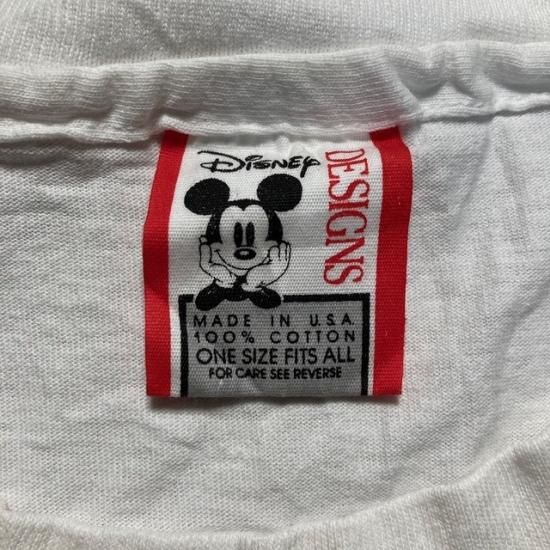 DISNEY
DESIGNS
MADE IN U.S.A.
100% COTTON
ONE SIZE FITS ALL
FOR CARE SEE REVERSE